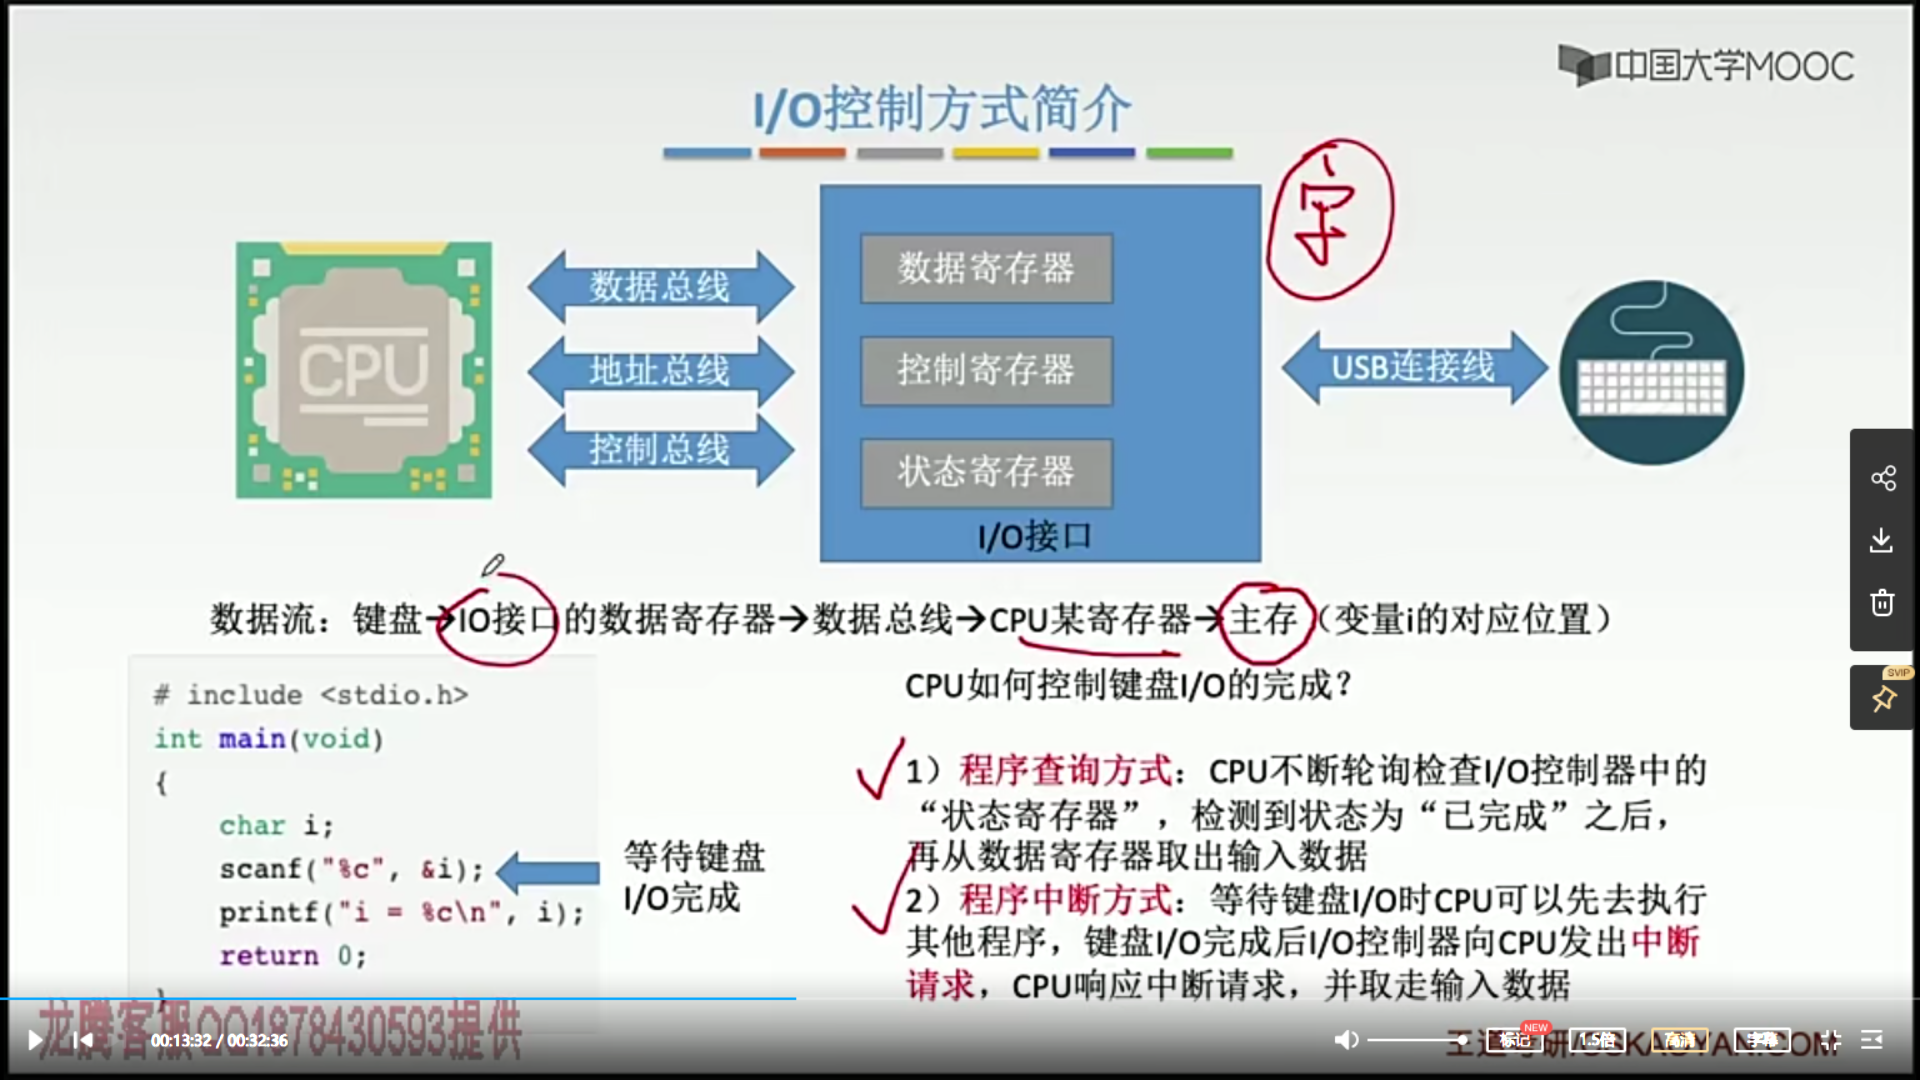 中国大学MOOC
I/O控制方式简介
字
CPU
数据总线
地址总线
控制总线
数据寄存器
控制寄存器
状态寄存器
I/O接口
USB连接线
数据流：键盘→IO接口的数据寄存器→数据总线→CPU某寄存器→主存（变量i的对应位置）
# include <stdio.h>
int main(void)
{
char i;
scanf("%c", &i);
printf("i = %c\n", i);
return 0;
}
等待键盘
I/O完成
CPU如何控制键盘I/O的完成？
1）程序查询方式：CPU不断轮询检查I/O控制器中的
“状态寄存器”，检测到状态为“已完成”之后，
再从数据寄存器取出输入数据
2）程序中断方式：等待键盘I/O时CPU可以先去执行
其他程序，键盘I/O完成后I/O控制器向CPU发出中断
请求，CPU响应中断请求，并取走输入数据
SVIP
龙腾客服QQ1878430593提供
00:13:32 / 00:32:36
王道考研/CSKAOYAN.COM
标记
NEW
1.5倍
高清
字幕